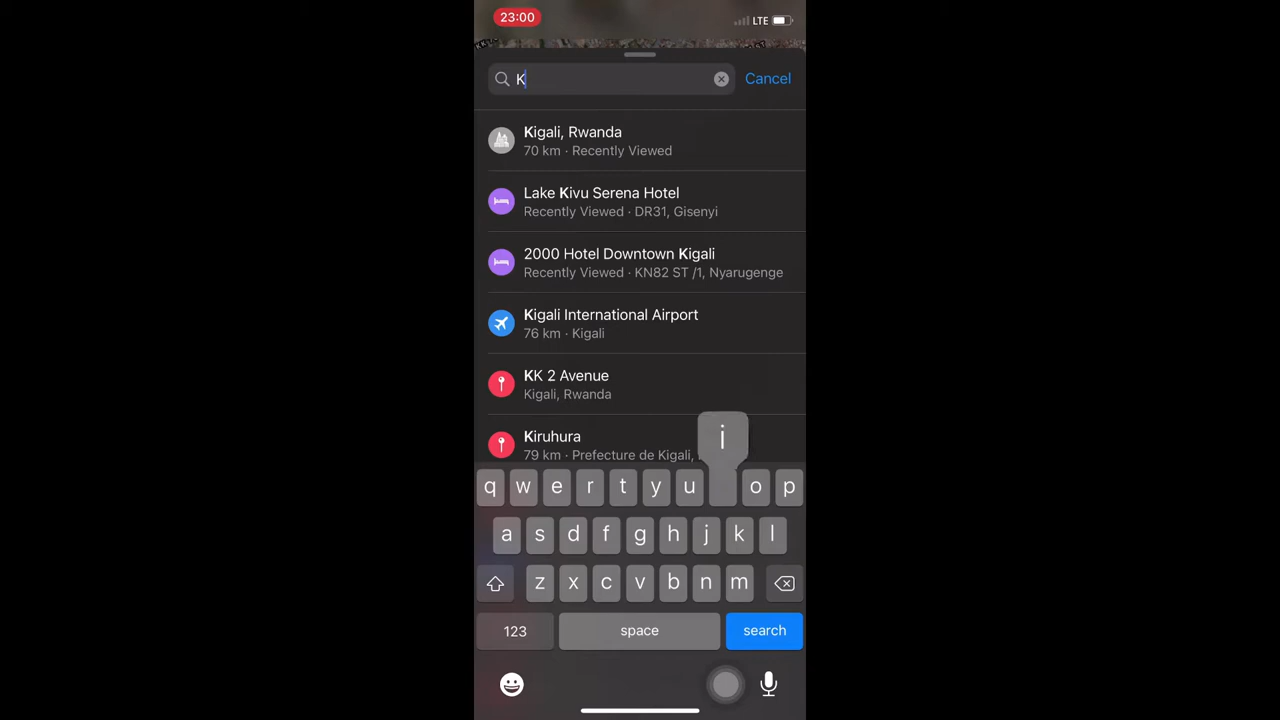 23:00
LTE
K
Cancel
Kigali, Rwanda
70 km · Recently Viewed
Lake Kivu Serena Hotel
Recently Viewed · DR31, Gisenyi
2000 Hotel Downtown Kigali
Recently Viewed · KN82 ST /1, Nyarugenge
Kigali International Airport
76 km · Kigali
KK 2 Avenue
Kigali, Rwanda
Kiruhura
79 km · Prefecture de Kigali,
i
q w e r t y u o p
a s d f g h j k l
z x c v b n m
123 space search